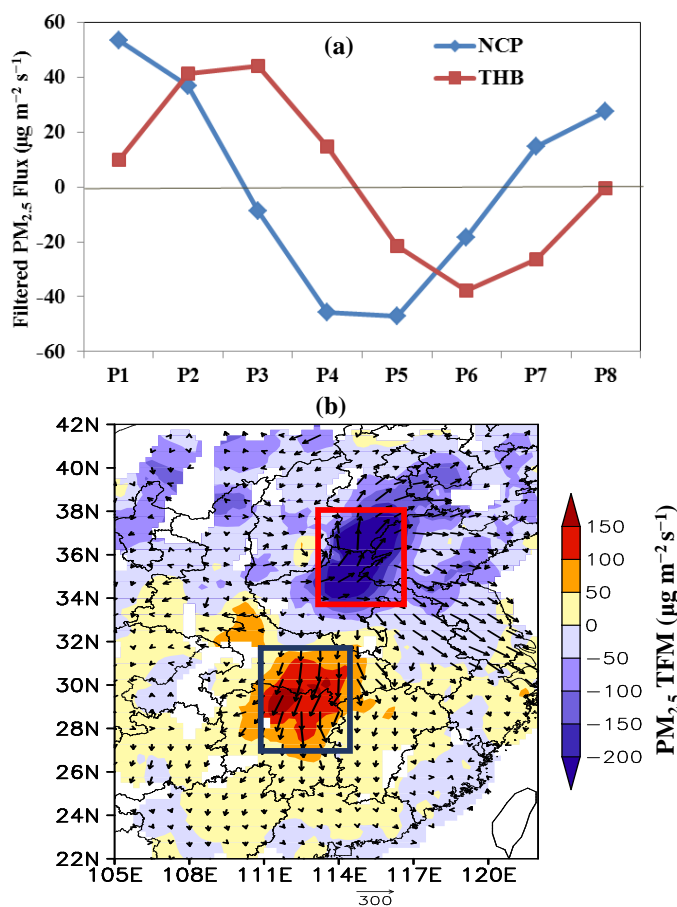 60
40
20
0
-20
-40
-60
Filtered PM2.5 Flux (μg m−2 s−1)
(a)
NCP
THB
P1 P2 P3 P4 P5 P6 P7 P8
(b)
42N
40N
38N
36N
34N
32N
30N
28N
26N
24N
22N
105E 108E 111E 114E 117E 120E
300
150
100
50
0
−50
−100
−150
−200
PM2.5 TFM (μg m−2 s−1)